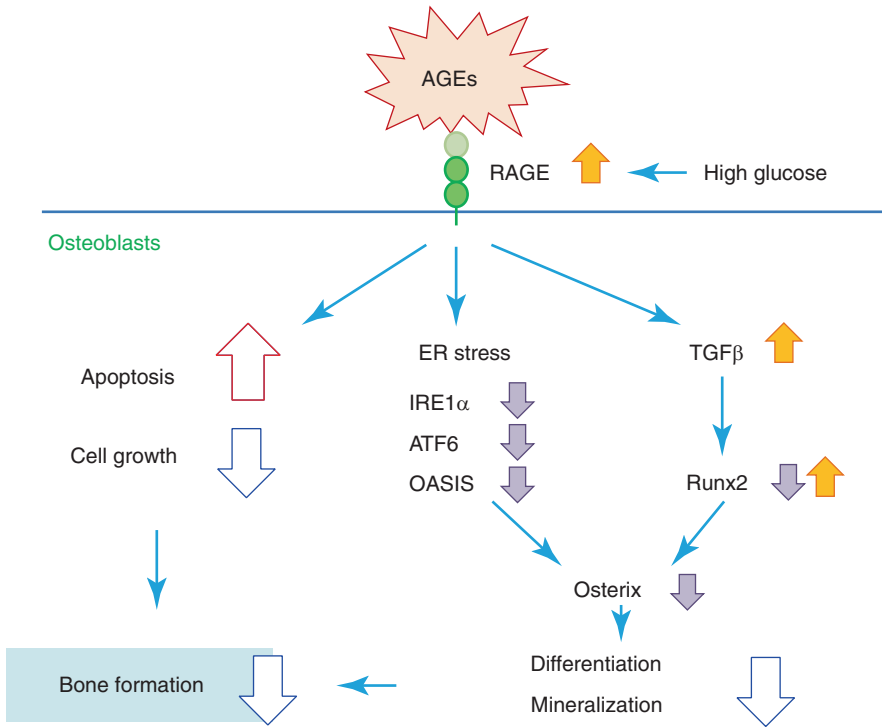 AGEs
RAGE
High glucose
Osteoblasts
Apoptosis
Cell growth
ER stress
IRE1α
ATF6
OASIS
TGFβ
Runx2
Osterix
Differentiation
Mineralization
Bone formation